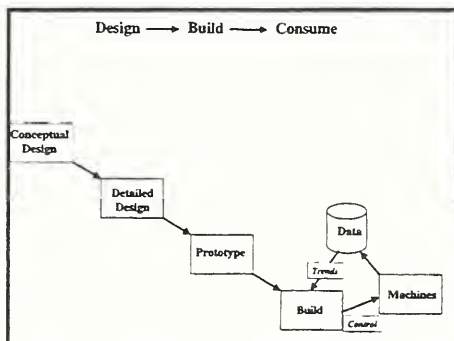 Design → Build → Consume
Conceptual
Design
Detailed
Design
Prototype
Data
Trends
Machines
Build
Control